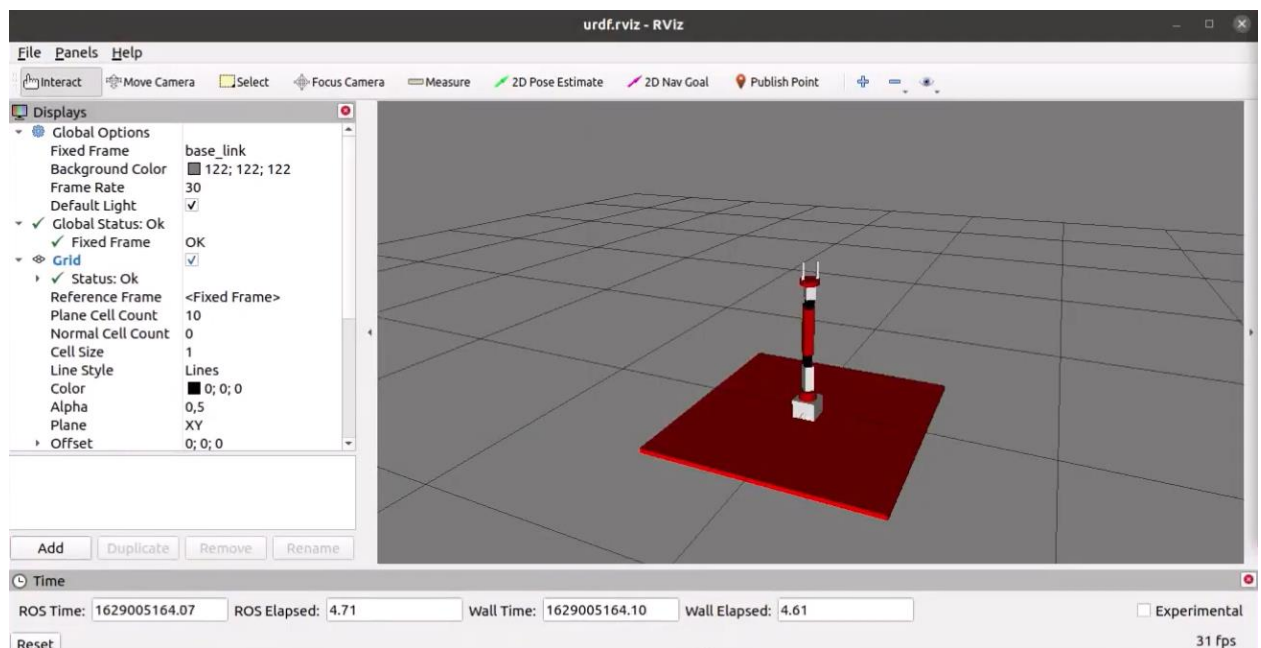 urdf.rviz - RViz
File Panels Help
Interact Move Camera Select Focus Camera Measure 2D Pose Estimate 2D Nav Goal Publish Point
Displays
Global Options
Fixed Frame base_link
Background Color 122; 122; 122
Frame Rate 30
Default Light
Global Status: Ok
Fixed Frame OK
Grid
Status: Ok
Reference Frame <Fixed Frame>
Plane Cell Count 10
Normal Cell Count 0
Cell Size 1
Line Style Lines
Color 0; 0; 0
Alpha 0,5
Plane XY
Offset 0; 0; 0
Add Duplicate Remove Rename
Time
ROS Time: 1629005164.07 ROS Elapsed: 4.71 Wall Time: 1629005164.10 Wall Elapsed: 4.61 Experimental
Reset 31 fps